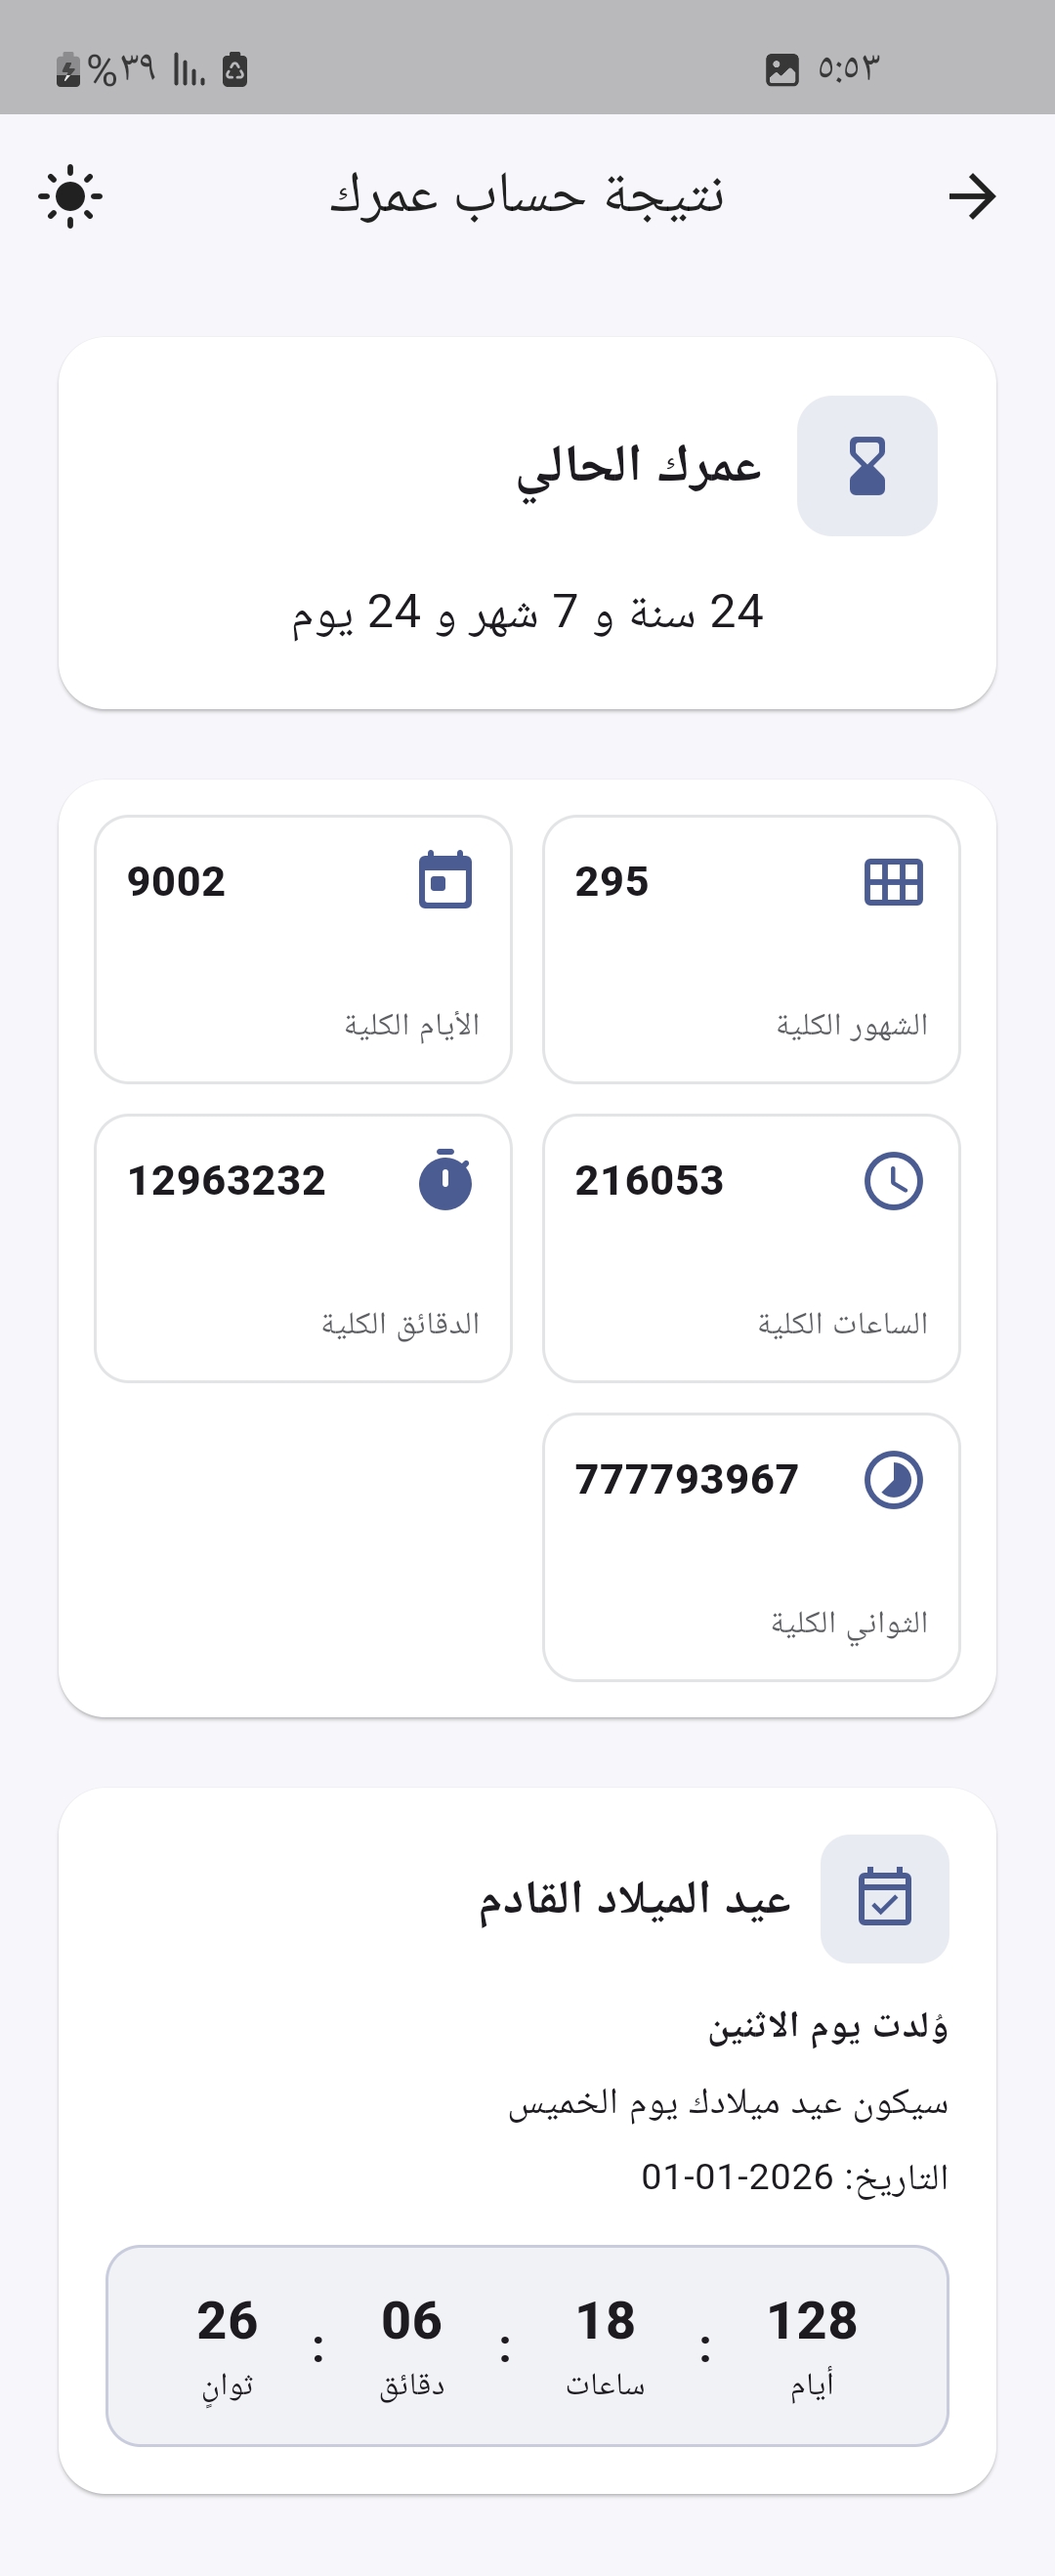 ٥:٥٣
%٣٩
نتيجة حساب عمرك
عمرك الحالي
24 سنة و 7 شهر و 24 يوم
295
الشهور الكلية
9002
الأيام الكلية
216053
الساعات الكلية
12963232
الدقائق الكلية
777793967
الثواني الكلية
عيد الميلاد القادم
وُلدت يوم الاثنين
سيكون عيد ميلادك يوم الخميس
التاريخ: 2026-01-01
128 : 18 : 06 : 26
أيام ساعات دقائق ثوانٍ